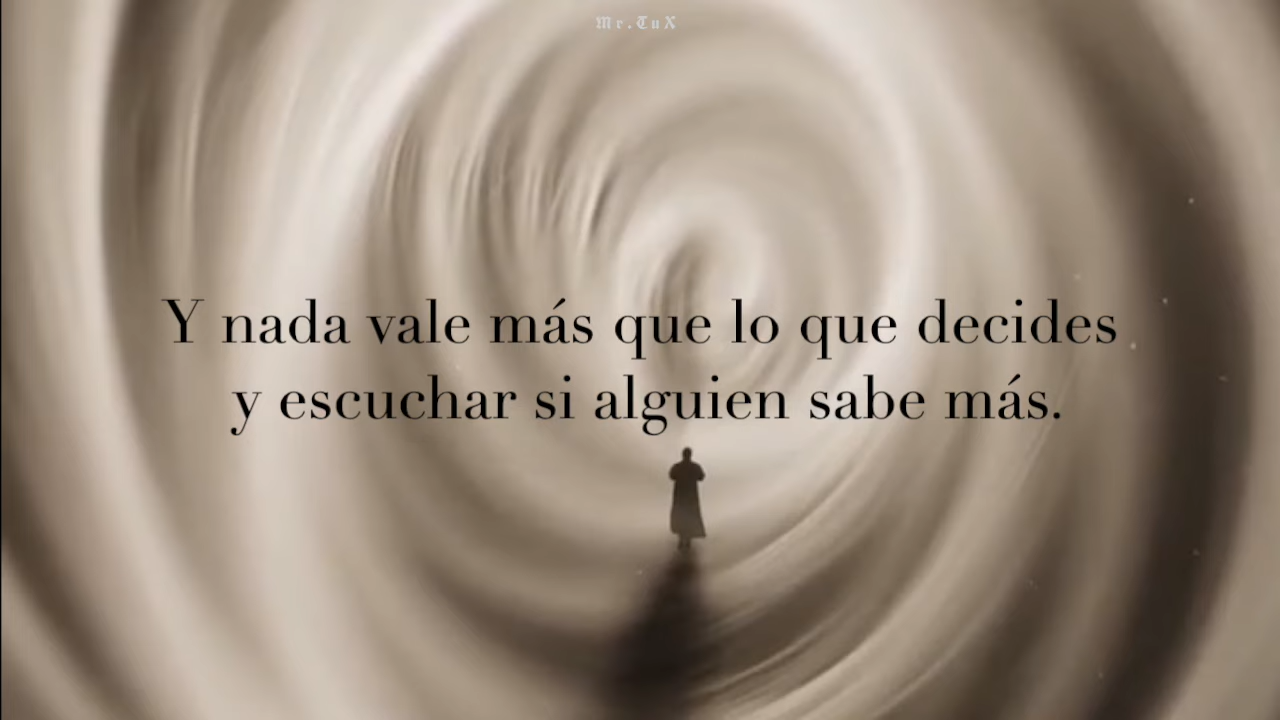 Mr.TuX
Y nada vale más que lo que decides
y escuchar si alguien sabe más.